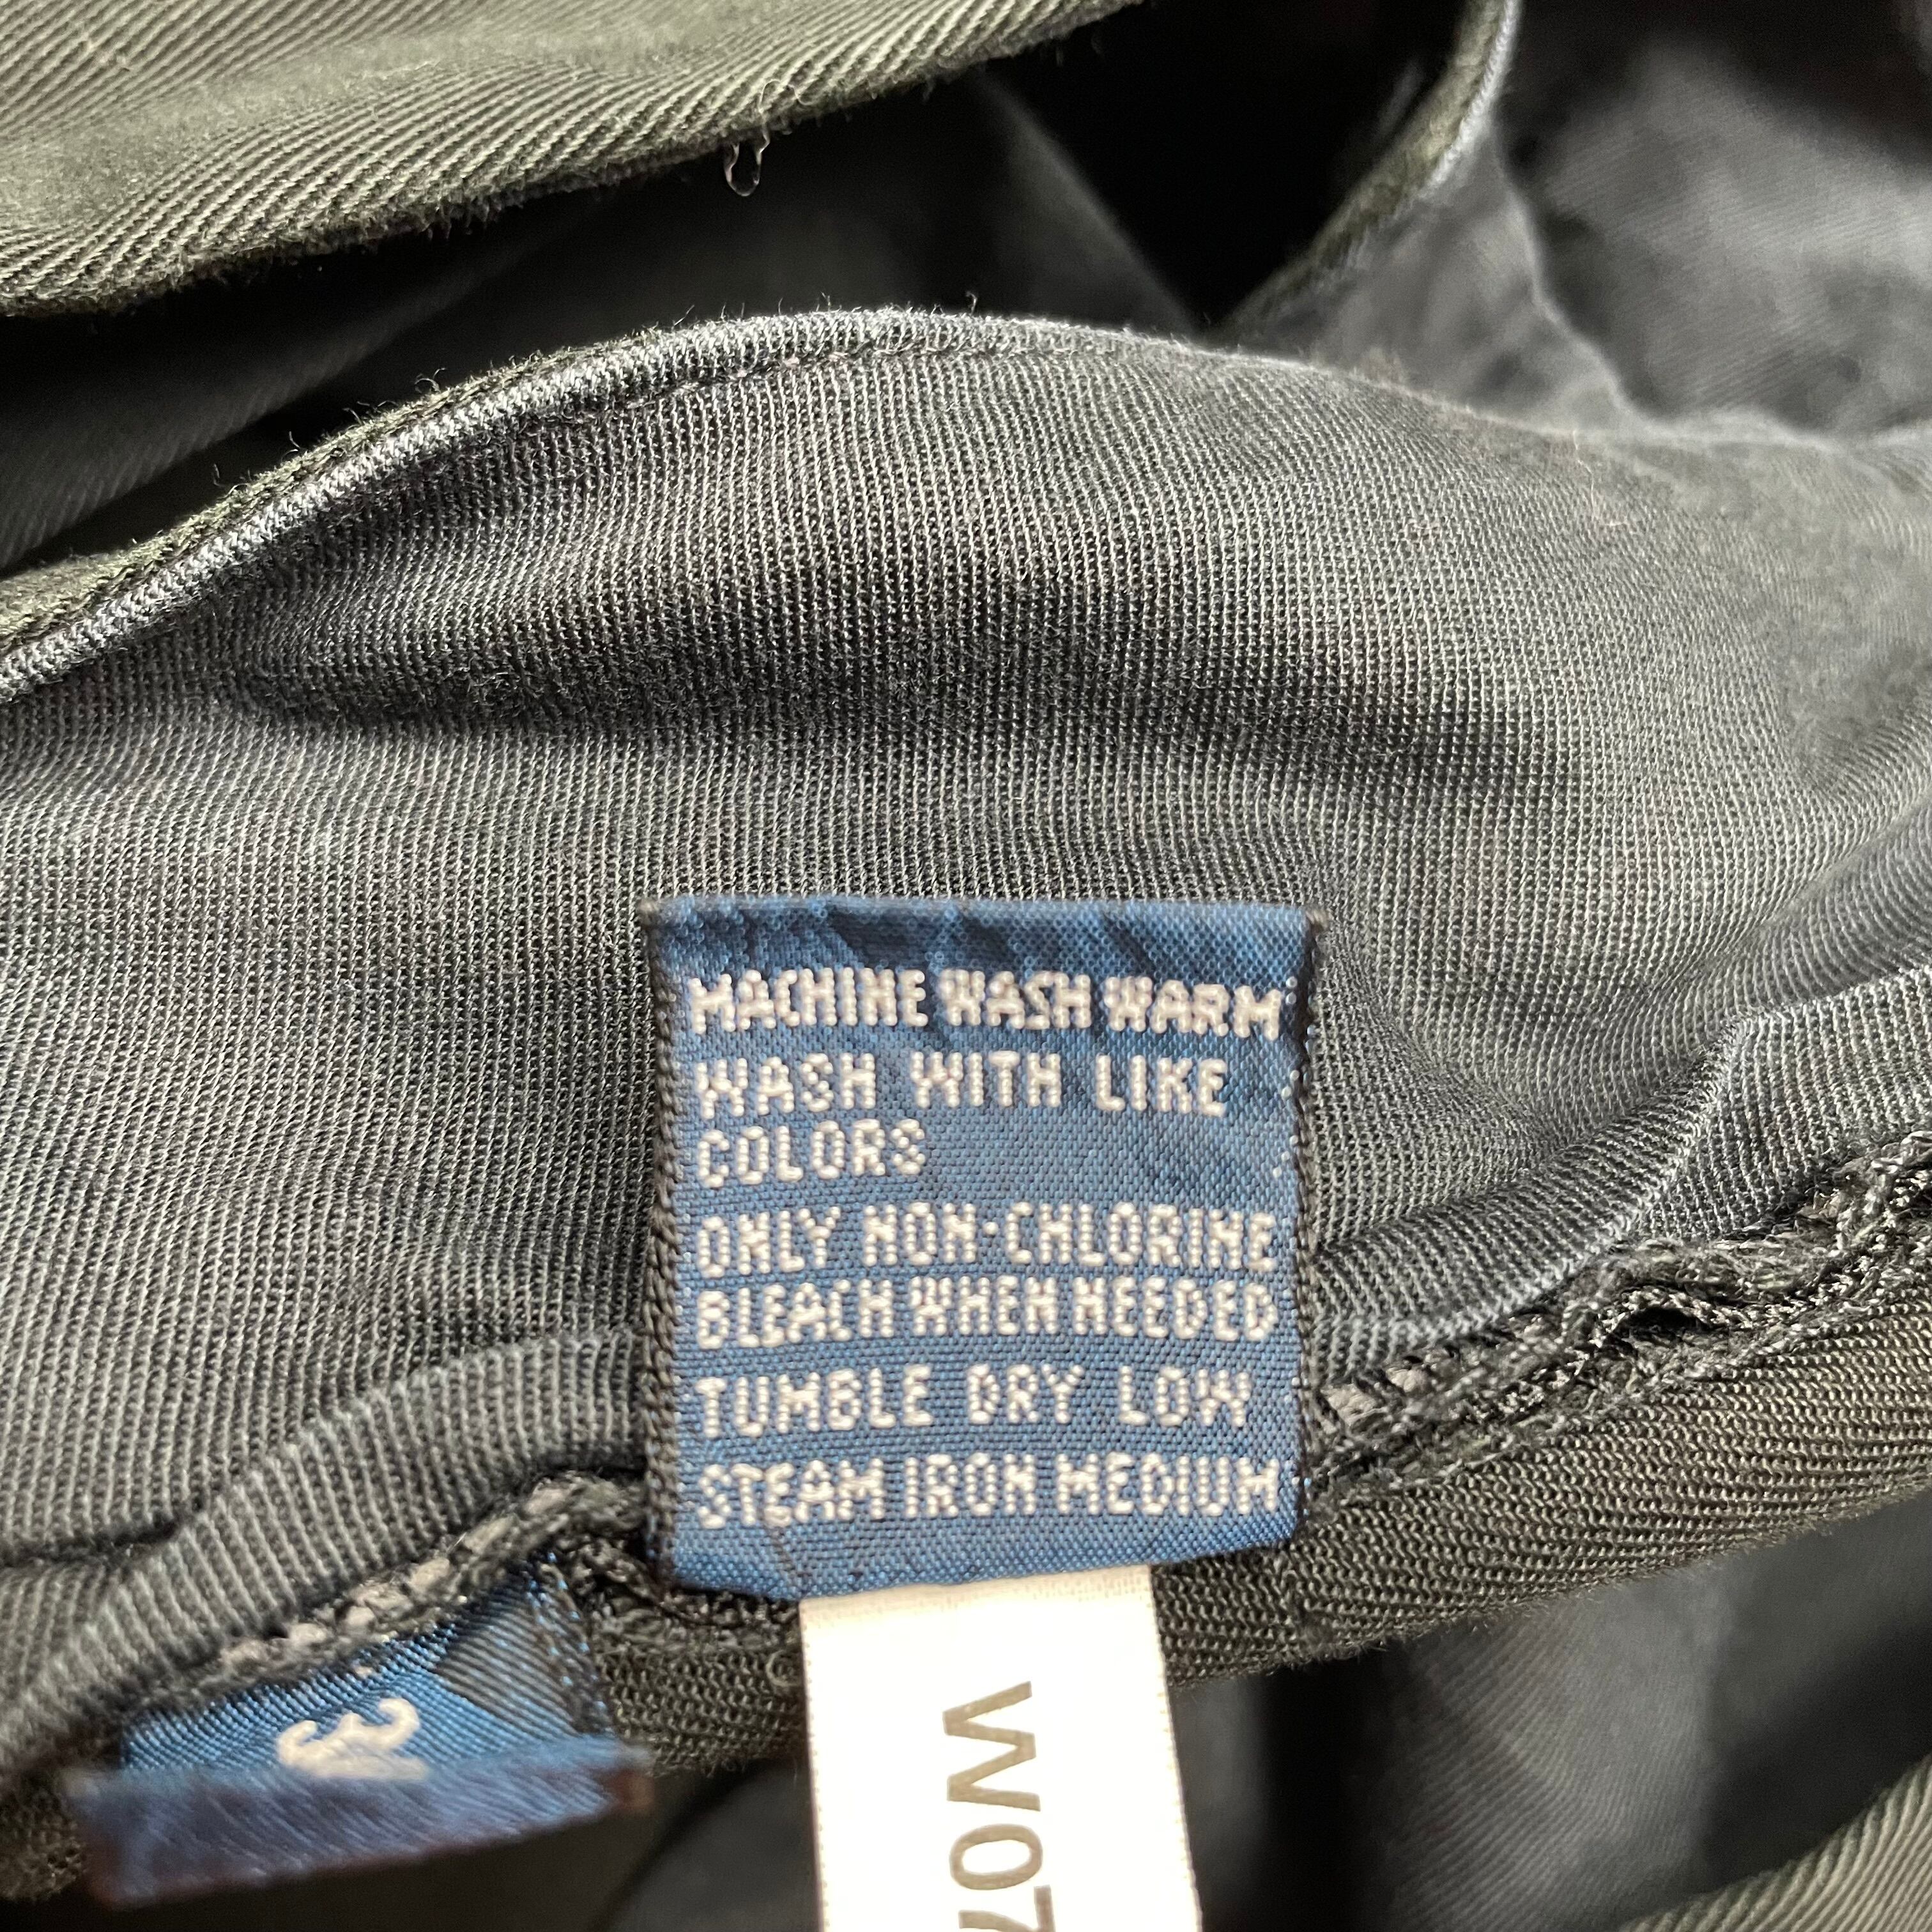 MACHINE WASH WARM
WASH WITH LIKE
COLORS
ONLY NON-CHLORINE
BLEACH WHEN NEEDED
TUMBLE DRY LOW
STEAM IRON MEDIUM
W07